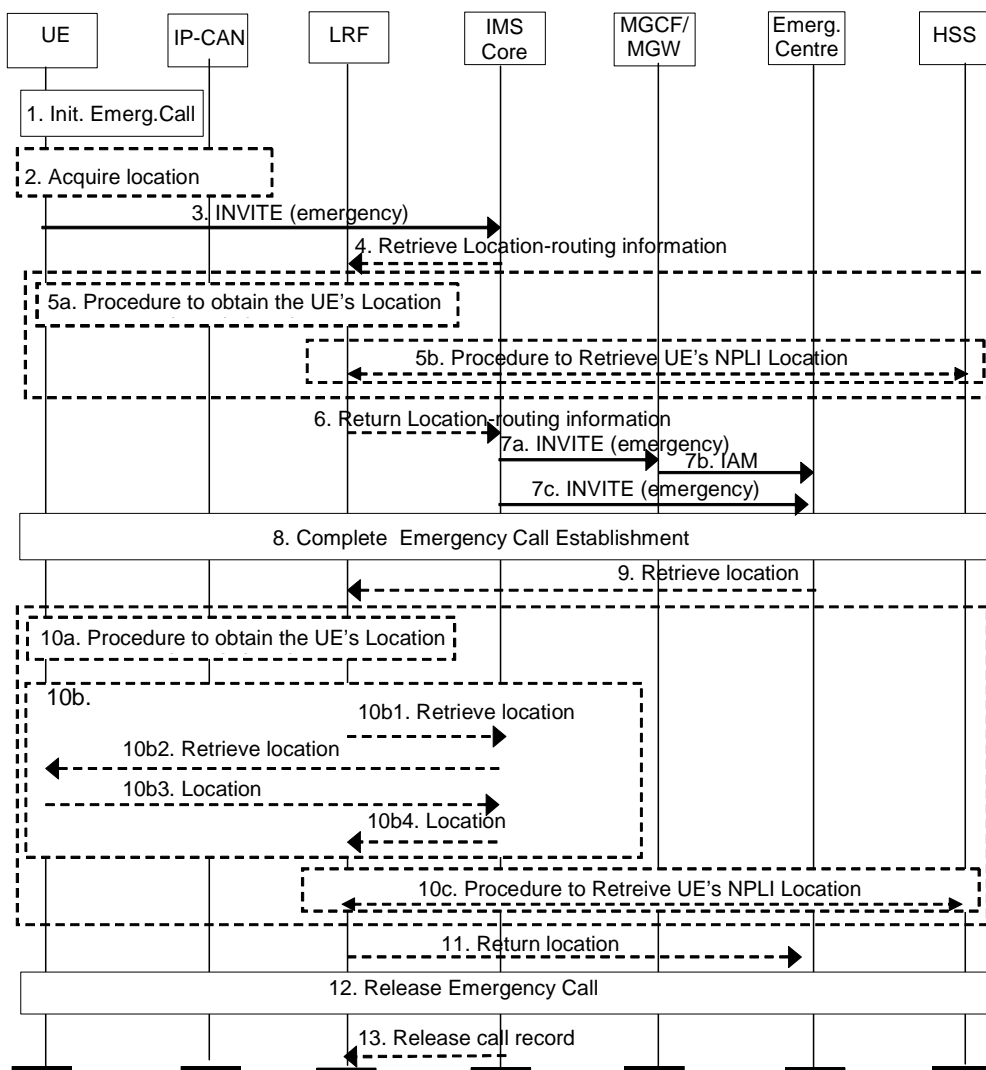 UE
IP-CAN
LRF
IMS
Core
MGCF/
MGW
Emerg.
Centre
HSS
1. Init. Emerg.Call
2. Acquire location
3. INVITE (emergency)
4. Retrieve Location-routing information
5a. Procedure to obtain the UE's Location
5b. Procedure to Retrieve UE's NPLI Location
6. Return Location-routing information
7a. INVITE (emergency)
7b. IAM
7c. INVITE (emergency)
8. Complete Emergency Call Establishment
9. Retrieve location
10a. Procedure to obtain the UE's Location
10b.
10b1. Retrieve location
10b2. Retrieve location
10b3. Location
10b4. Location
10c. Procedure to Retreive UE's NPLI Location
11. Return location
12. Release Emergency Call
13. Release call record